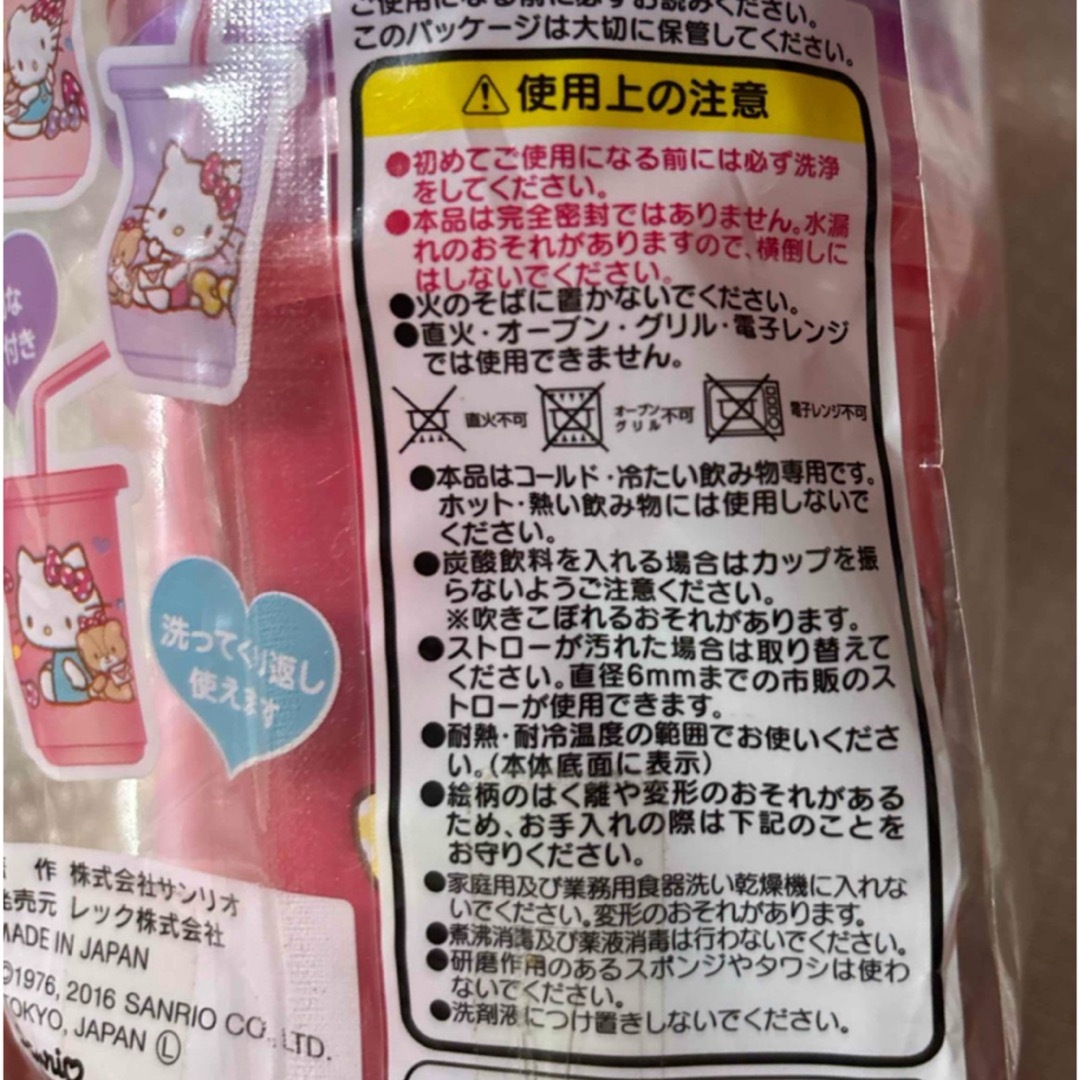 ご使用になる前に必ずお読みください。
このパッケージは大切に保管してください。
使用上の注意
●初めてご使用になる前には必ず洗浄
をしてください。
●本品は完全密封ではありません。水漏
れのおそれがありますので、横倒しに
はしないでください。
●火のそばに置かないでください。
●直火・オーブン・グリル・電子レンジ
では使用できません。
直火不可
オーブン
グリル不可
電子レンジ不可
●本品はコールド・冷たい飲み物専用です。
ホット・熱い飲み物には使用しないで
ください。
●炭酸飲料を入れる場合はカップを振
らないようご注意ください。
※吹きこぼれるおそれがあります。
●ストローが汚れた場合は取り替えて
ください。直径6mmまでの市販のス
トローが使用できます。
●耐熱・耐冷温度の範囲でお使いくださ
い。(本体底面に表示)
●絵柄のはく離や変形のおそれがある
ため、お手入れの際は下記のことを
お守りください。
●家庭用及び業務用食器洗い乾燥機に入れな
いでください。変形のおそれがあります。
●煮沸消毒及び薬液消毒は行わないでください。
●研磨作用のあるスポンジやタワシは使わ
ないでください。
●洗剤液につけ置きしないでください。
な
付き
洗ってくり返し
使えます
作 株式会社サンリオ
発売元 レック株式会社
MADE IN JAPAN
©1976, 2016 SANRIO CO., LTD.
TOKYO, JAPAN Ⓛ